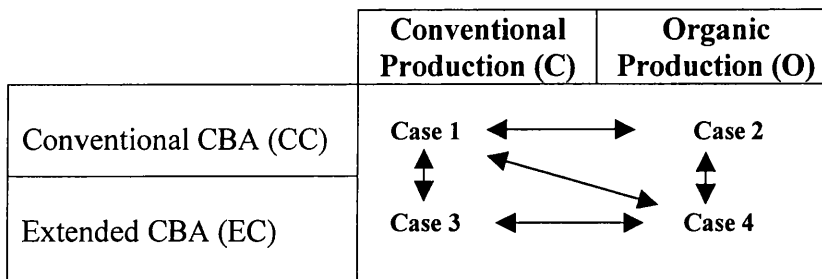 Conventional Production (C)
Organic Production (O)
Conventional CBA (CC)
Case 1
Case 2
Extended CBA (EC)
Case 3
Case 4